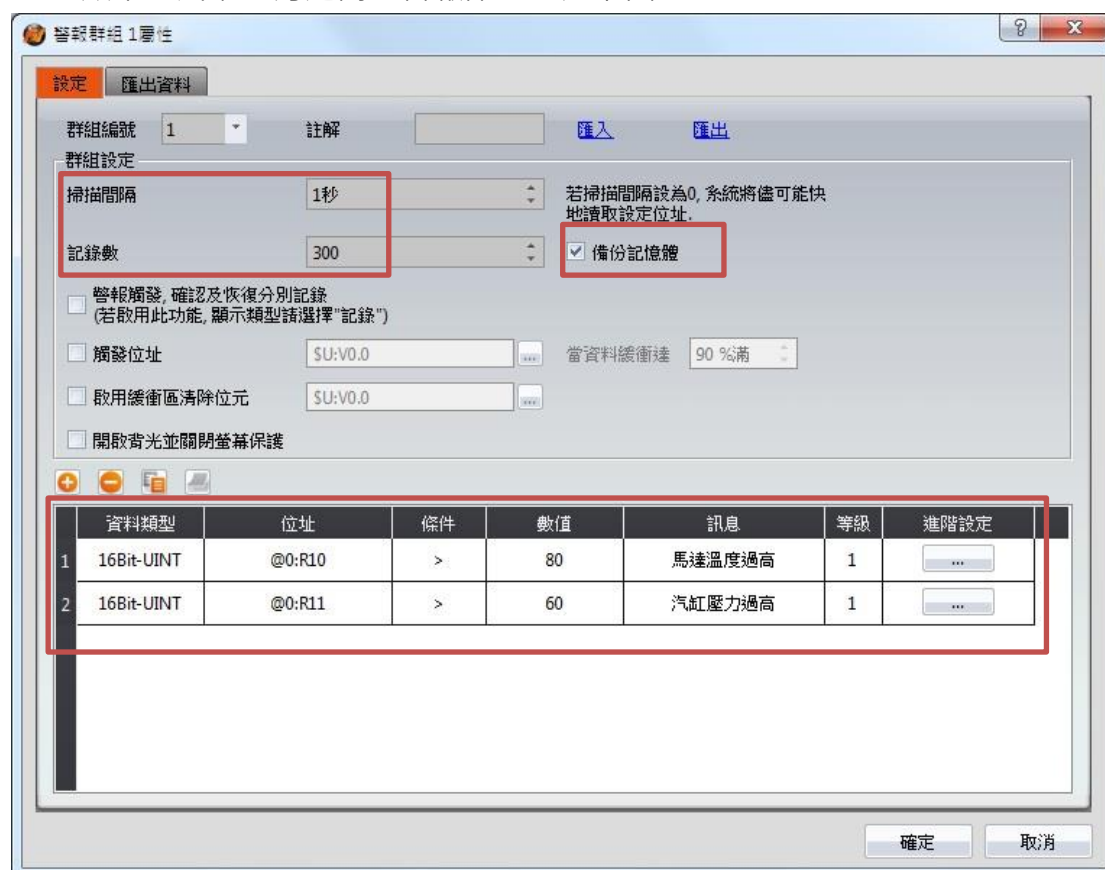 警報群組 1屬性
設定 匯出資料
群組編號 1 註解 匯入 匯出
群組設定
掃描間隔 1秒 若掃描間隔設為0, 系統將儘可能快
地讀取設定位址.
記錄數 300 備份記憶體
警報觸發, 確認及恢復分別記錄
(若啟用此功能, 顯示類型請選擇"記錄")
觸發位址 $U:V0.0 ... 當資料緩衝達 90 %滿
啟用緩衝區清除位元 $U:V0.0 ...
開啟背光並關閉螢幕保護
資料類型 位址 條件 數值 訊息 等級 進階設定
1 16Bit-UINT @0:R10 > 80 馬達溫度過高 1 ...
2 16Bit-UINT @0:R11 > 60 汽缸壓力過高 1 ...
確定 取消